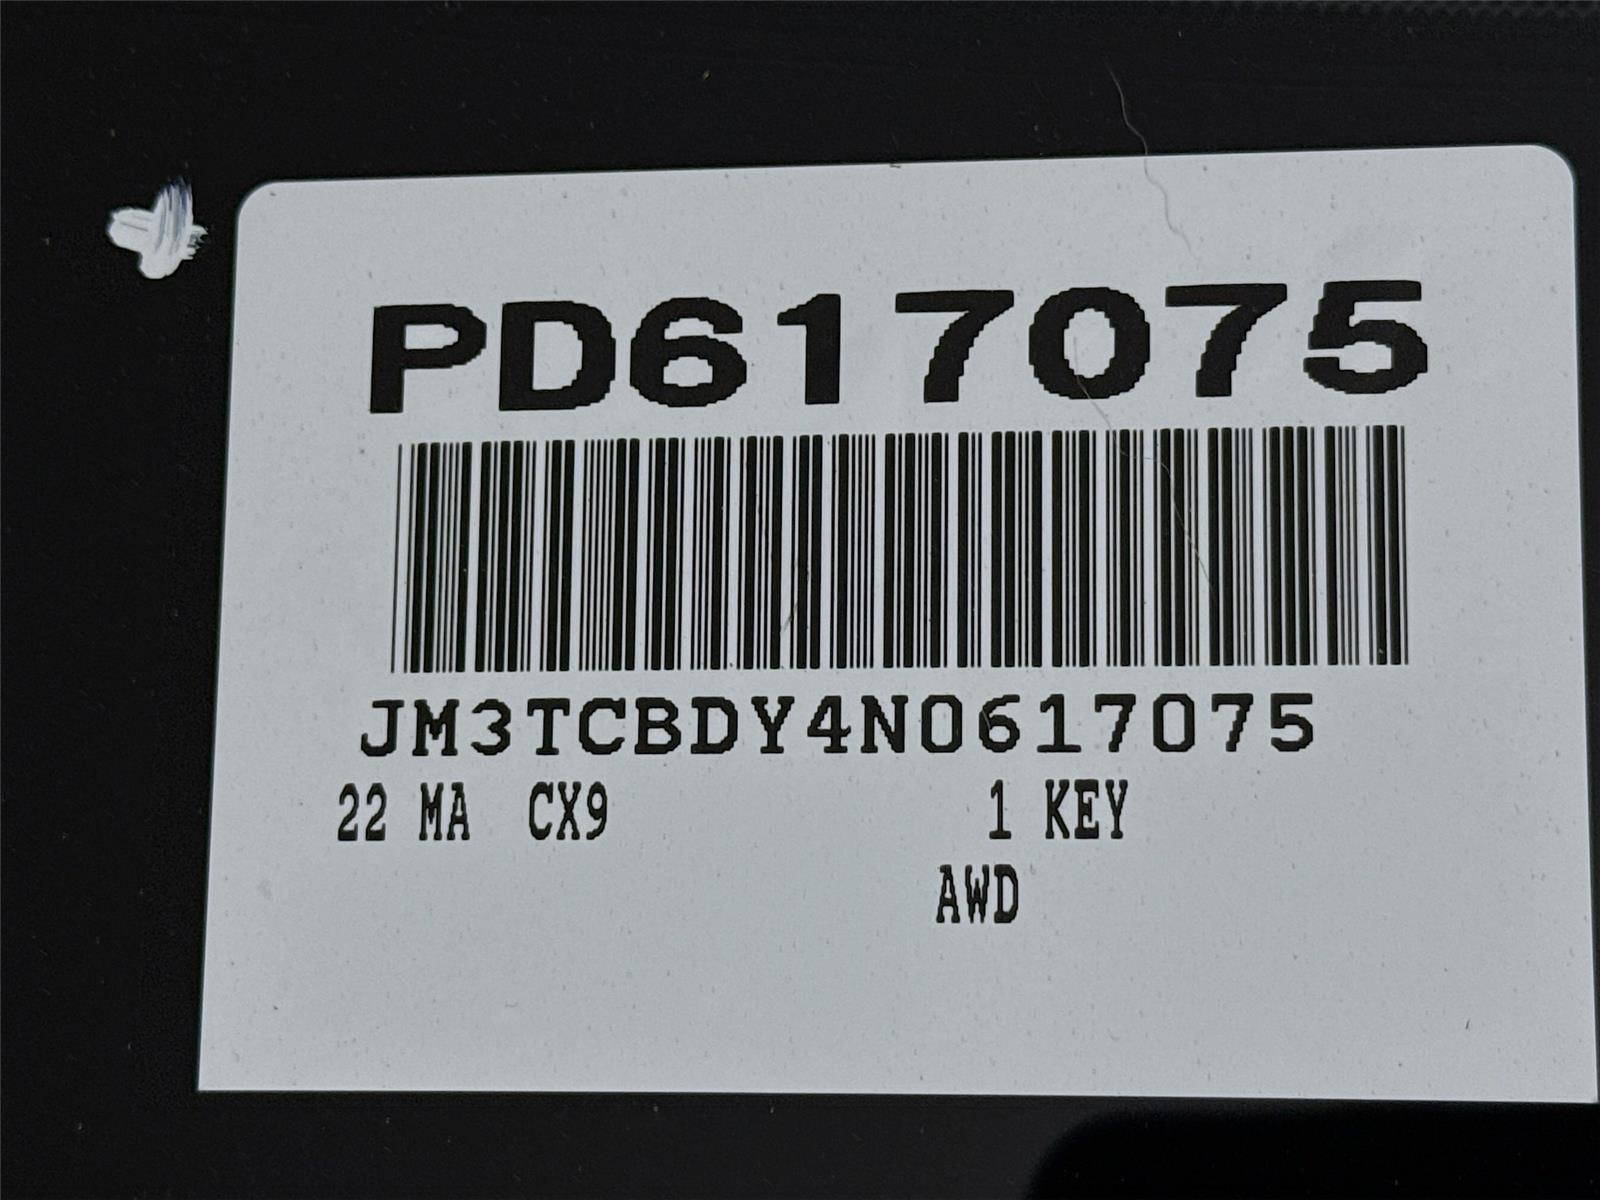 PD617075
JM3TCBDY4N0617075
22 MA CX9 1 KEY
AWD